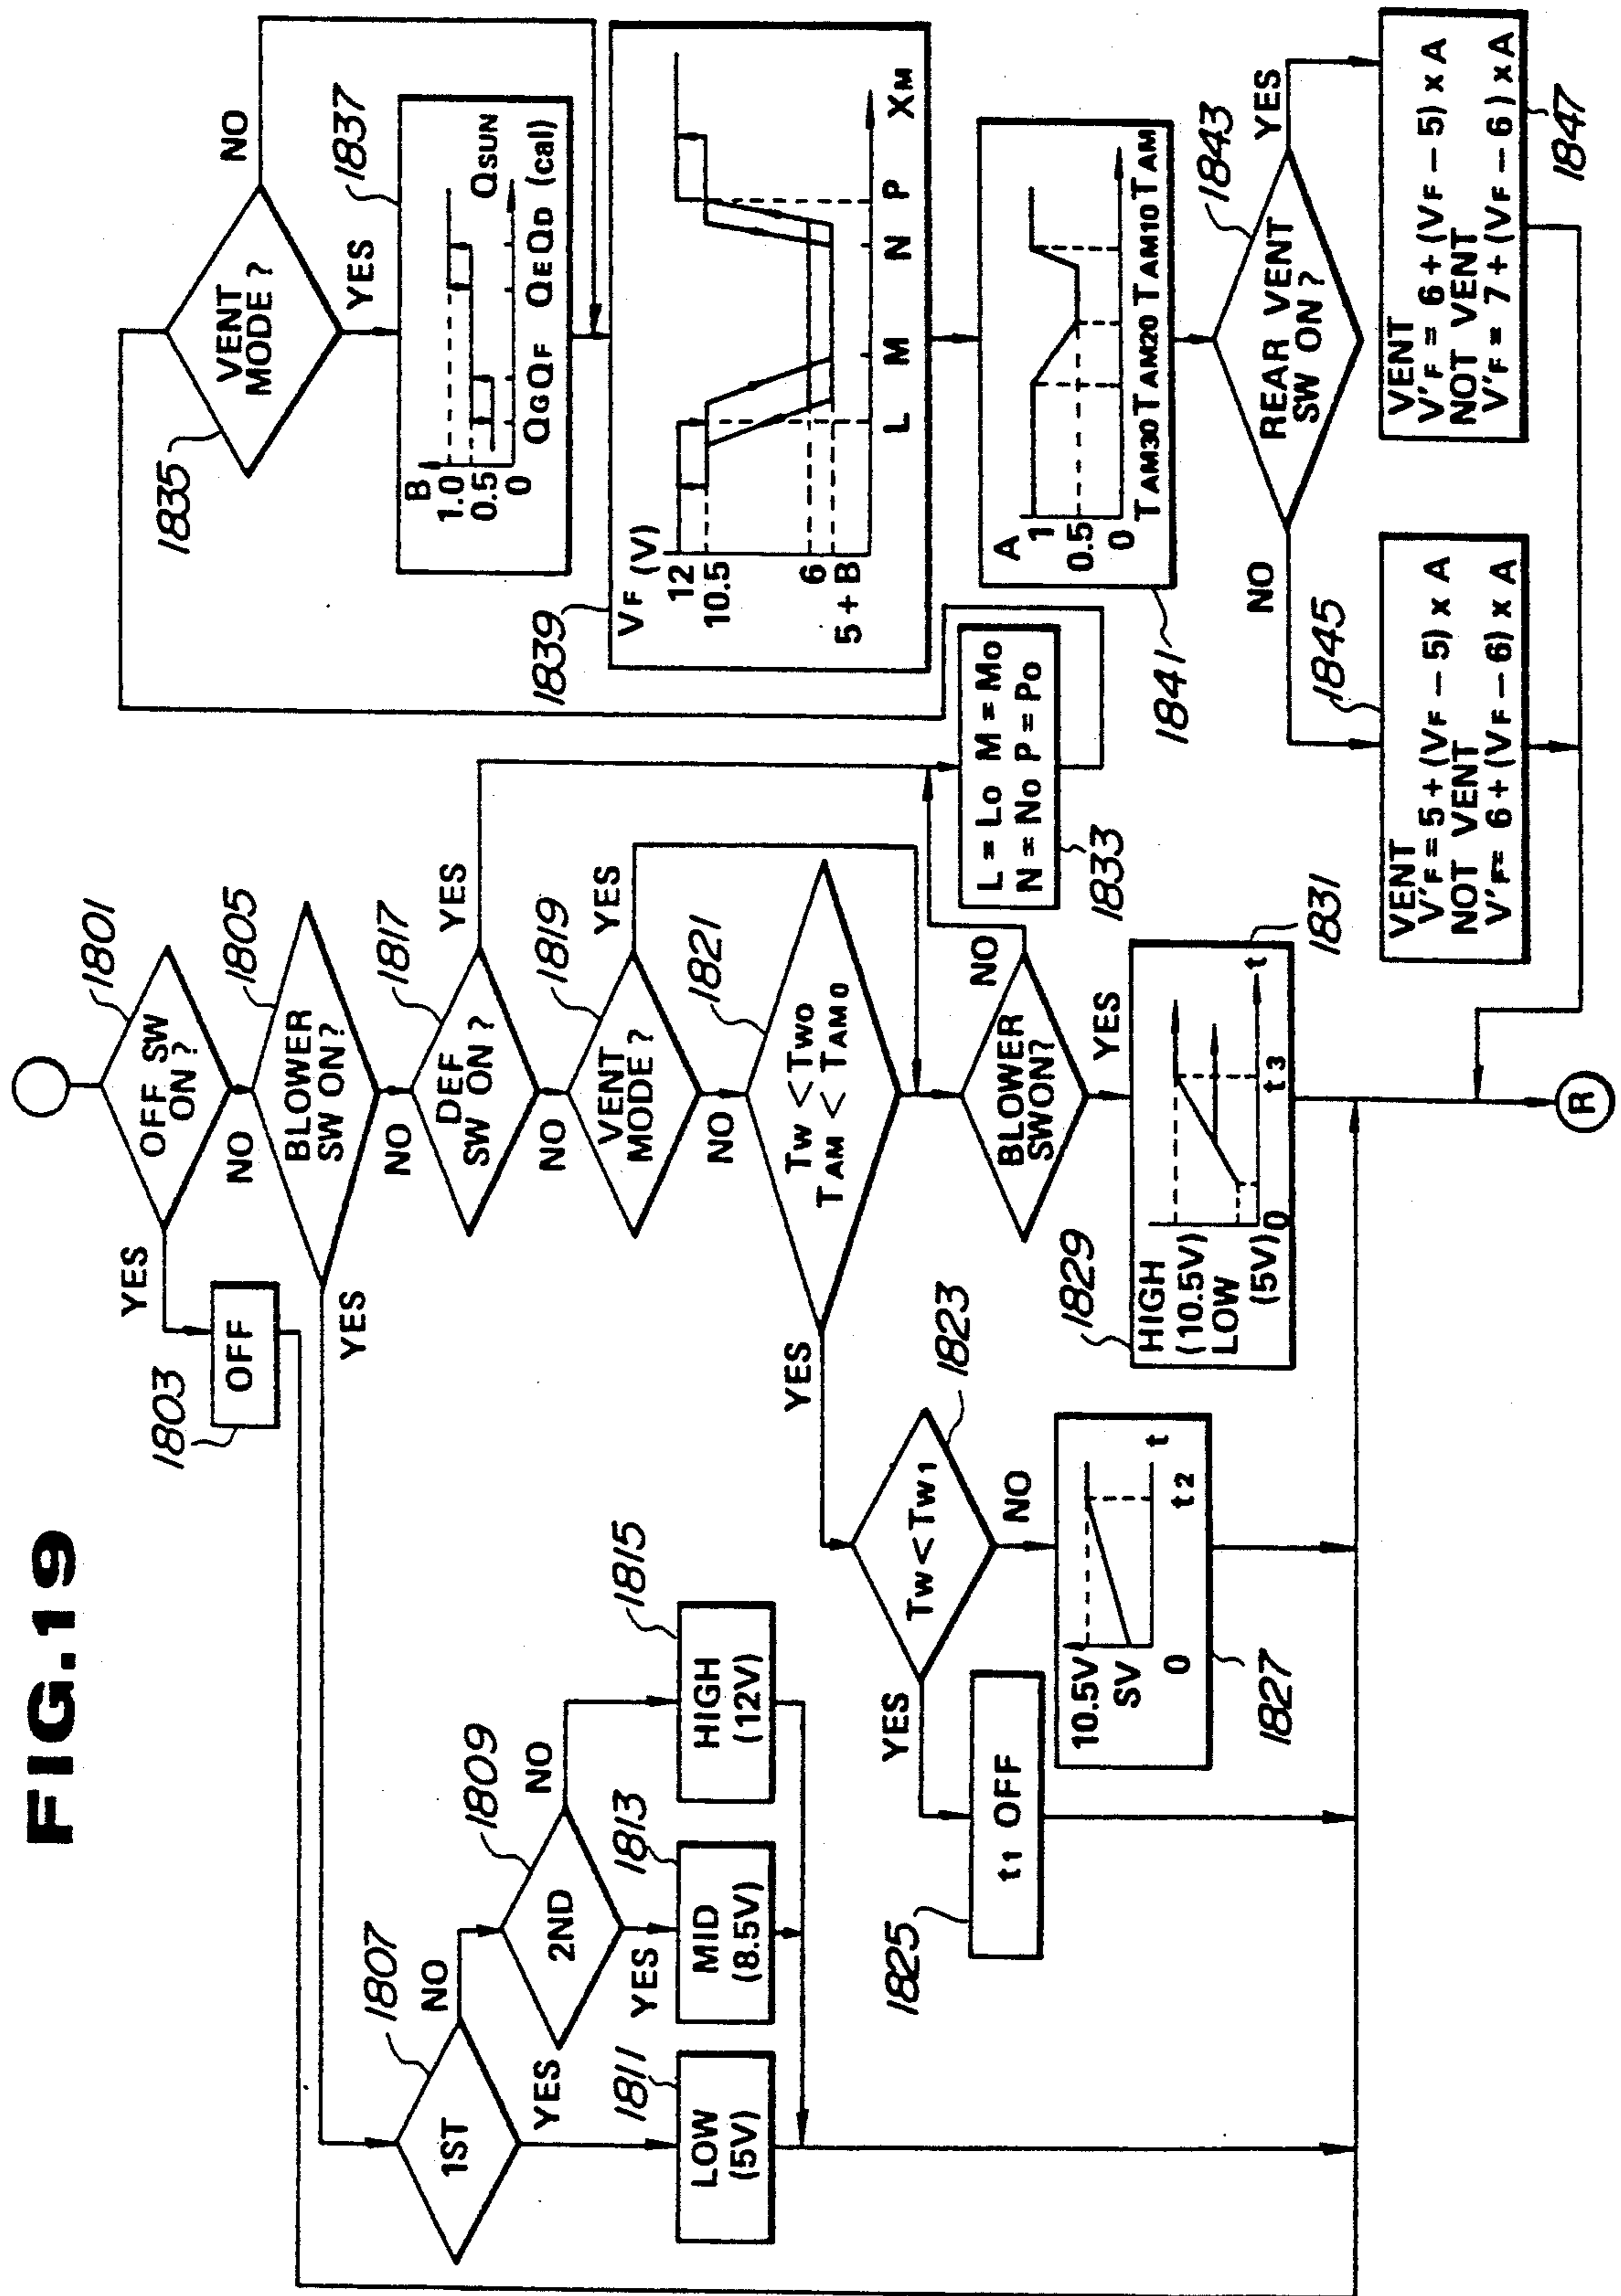 FIG.19
1801
OFF SW
ON?
YES
NO
1803
OFF
1805
BLOWER
SW ON?
YES
NO
1807
1ST
NO
YES
1809
2ND
NO
YES
1811
LOW
(5V)
1813
MID
(8.5V)
1815
HIGH
(12V)
1817
DEF
SW ON?
YES
NO
1819
VENT
MODE?
YES
NO
1821
TW < TWO
TAM < TAM0
YES
1823
TW < TW1
YES
NO
1825
t1 OFF
1827
10.5V
SV
0
t2
t
BLOWER
SWON?
NO
YES
1829
HIGH
(10.5V)
LOW
(5V)
0
t3
t
1831
1833
L = LO M = MO
N = NO P = PO
1835
VENT
MODE?
NO
YES
1837
B
1.0
0.5
0
QSUN
QG QF QE QD (cal)
1839
VF (V)
12
10.5
6
5 + B
L M N P XM
1841
A
1
0.5
0
TAM30 TAM20 TAM10 TAM
1843
REAR VENT
SW ON?
NO
YES
1845
VENT
V'F = 5 + (VF − 5) x A
NOT VENT
V'F = 6 + (VF − 6) x A
1847
VENT
V'F = 6 + (VF − 5) x A
NOT VENT
V'F = 7 + (VF − 6) x A
R